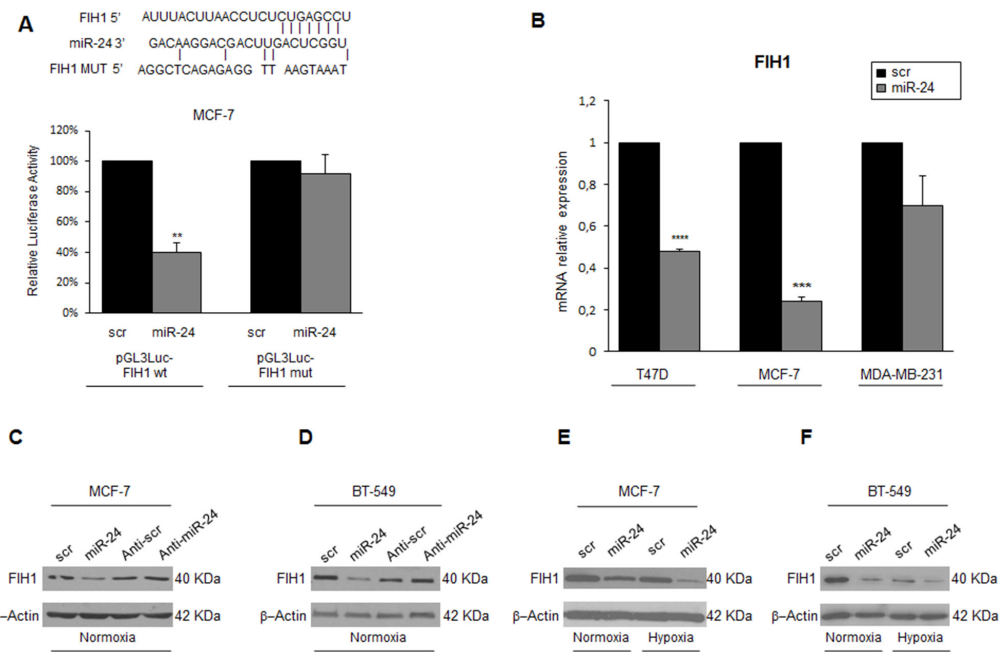 A
FIH1 5’ AUUUACUUAACCUCUCUGAGCCU
miR-24 3’ GACAAGGACGACUUGACUCGGU
FIH1 MUT 5’ AGGCTCAGAGAGG TT AAGTAAAT
MCF-7
Relative Luciferase Activity
120%
100%
80%
60%
40%
20%
0%
**
scr miR-24 scr miR-24
pGL3Luc- FIH1 wt
pGL3Luc- FIH1 mut
B
FIH1
scr
miR-24
mRNA relative expression
1,2
1
0,8
0,6
0,4
0,2
0
****
***
T47D MCF-7 MDA-MB-231
C
MCF-7
scr miR-24 Anti-scr Anti-miR-24
FIH1 40 KDa
β–Actin 42 KDa
Normoxia
D
BT-549
scr miR-24 Anti-scr Anti-miR-24
FIH1 40 KDa
β–Actin 42 KDa
Normoxia
E
MCF-7
scr miR-24 scr miR-24
FIH1 40 KDa
β–Actin 42 KDa
Normoxia Hypoxia
F
BT-549
scr miR-24 scr miR-24
FIH1 40 KDa
β–Actin 42 KDa
Normoxia Hypoxia